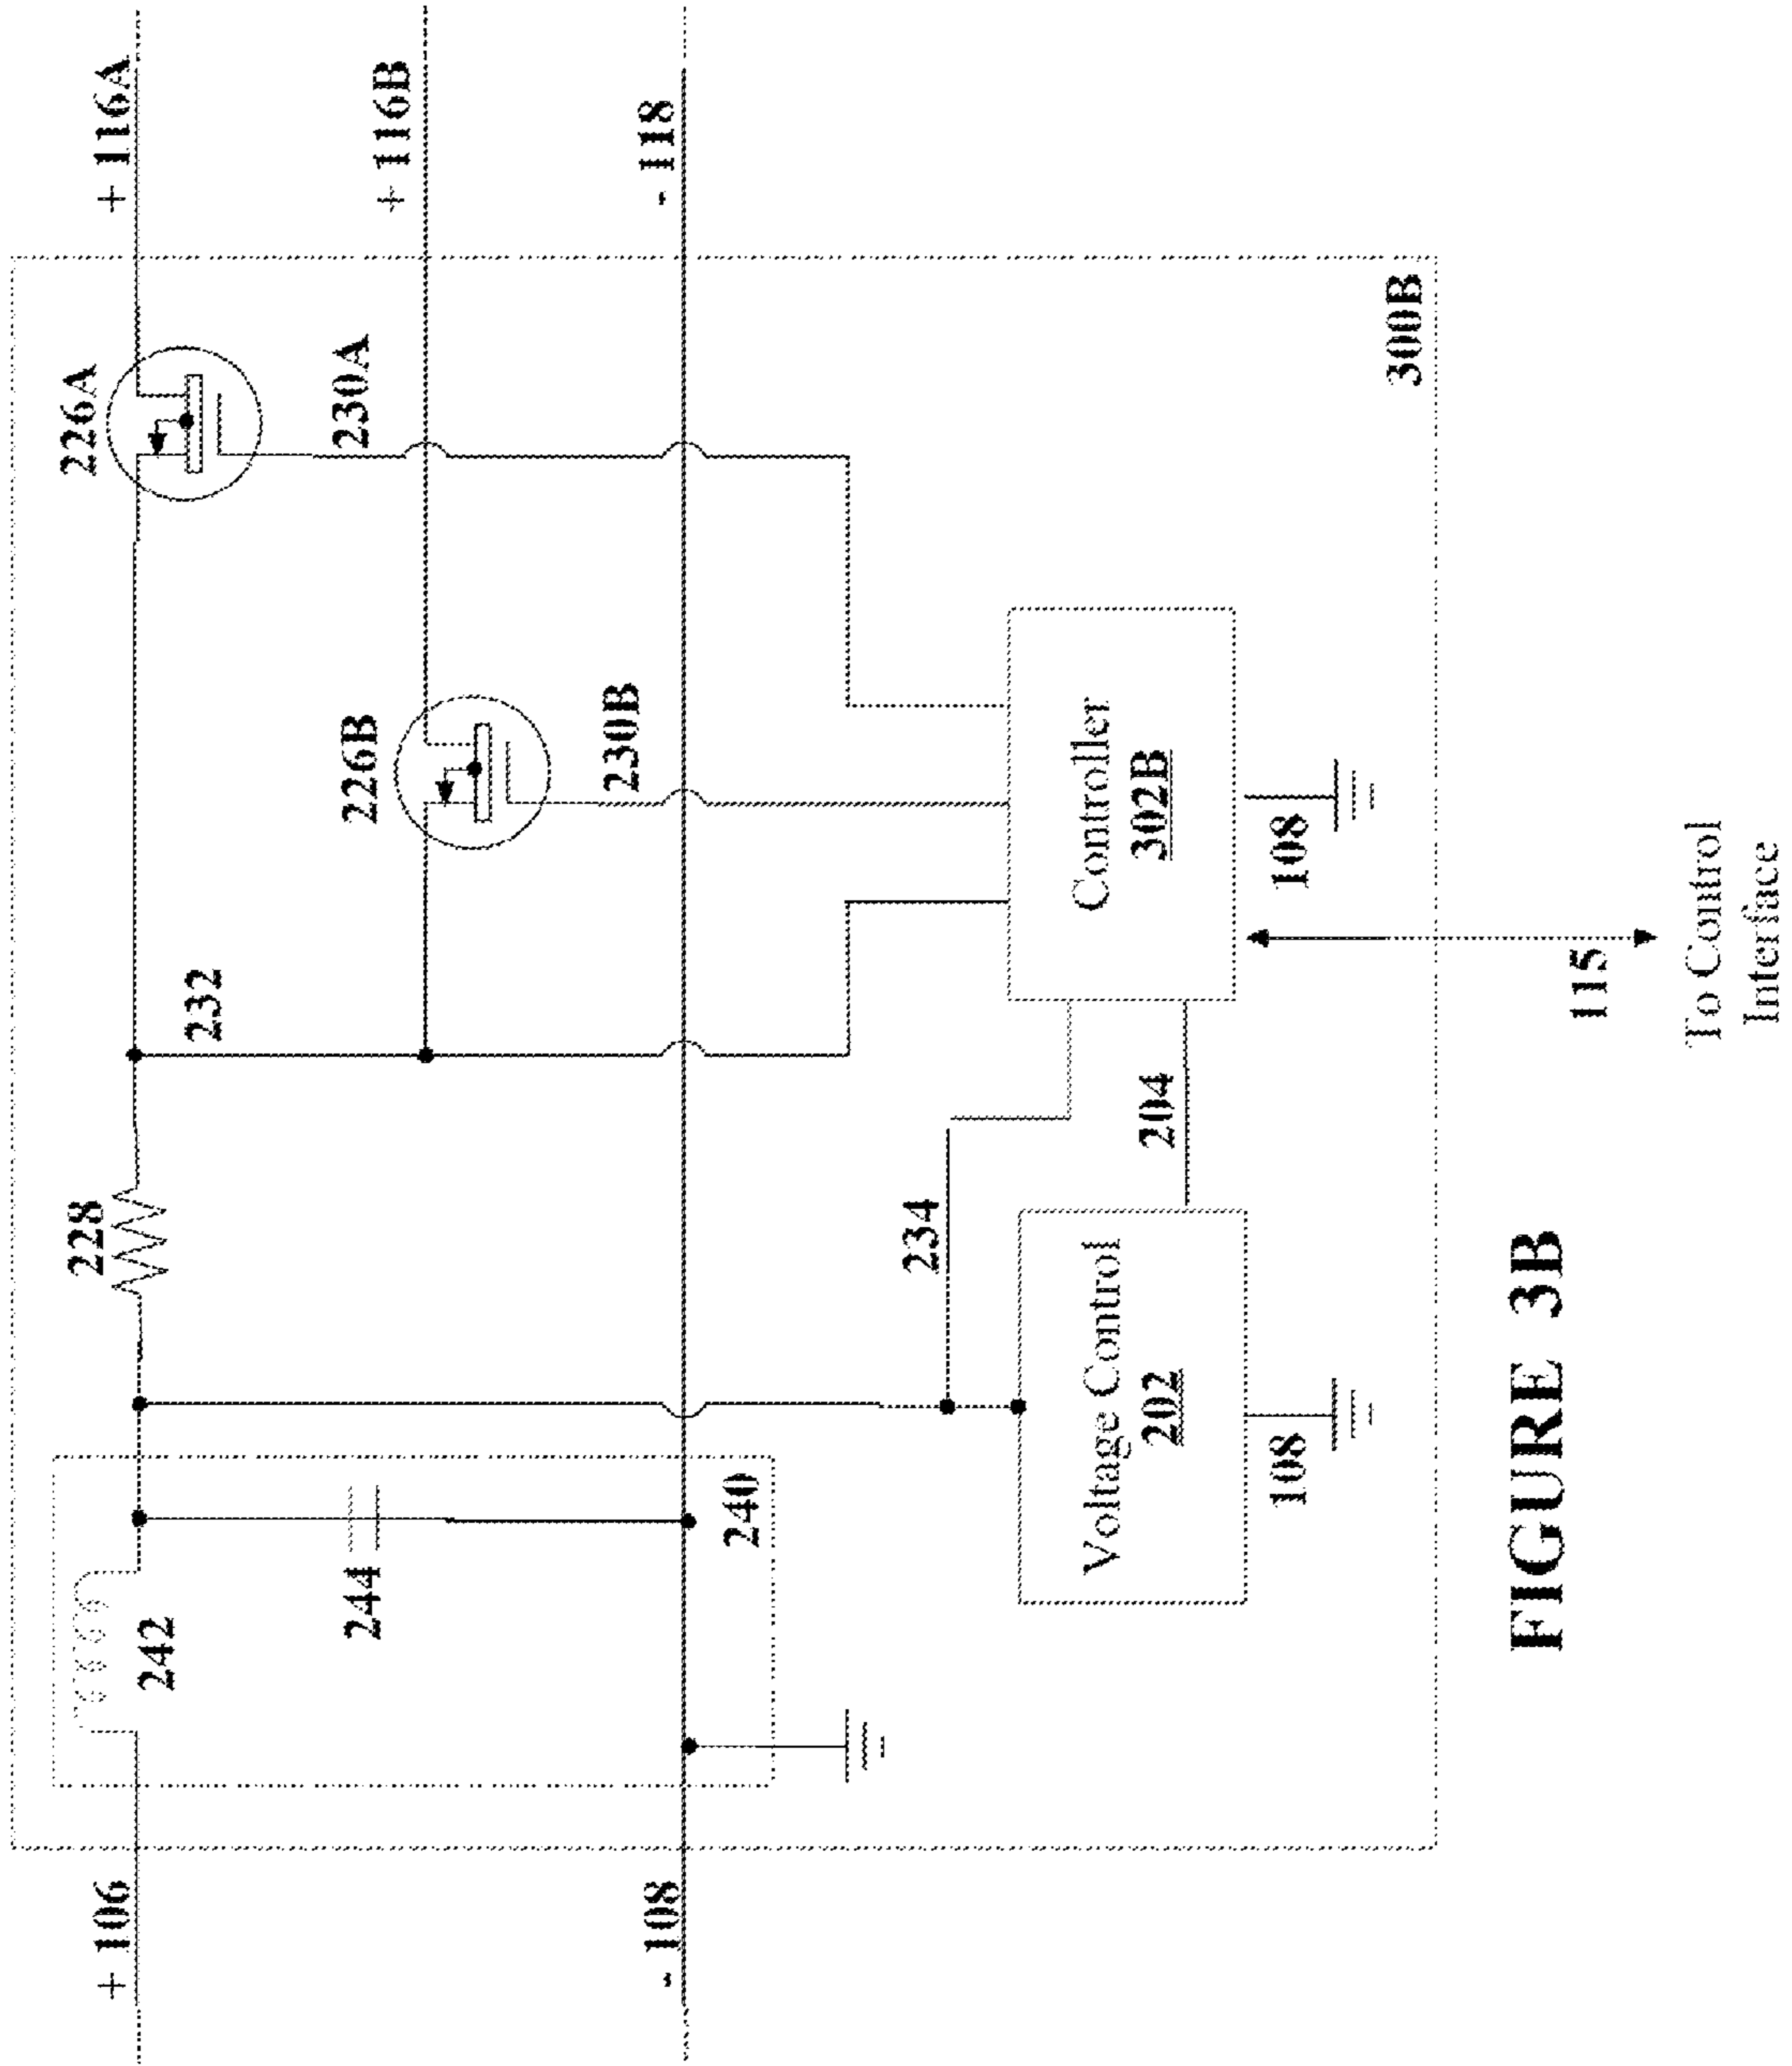 + 106
- 108
242
244
240
228
232
226A
230A
226B
230B
+ 116A
+ 116B
- 118
234
204
Voltage Control
202
108
Controller
302B
108
300B
115
To Control
Interface
FIGURE 3B